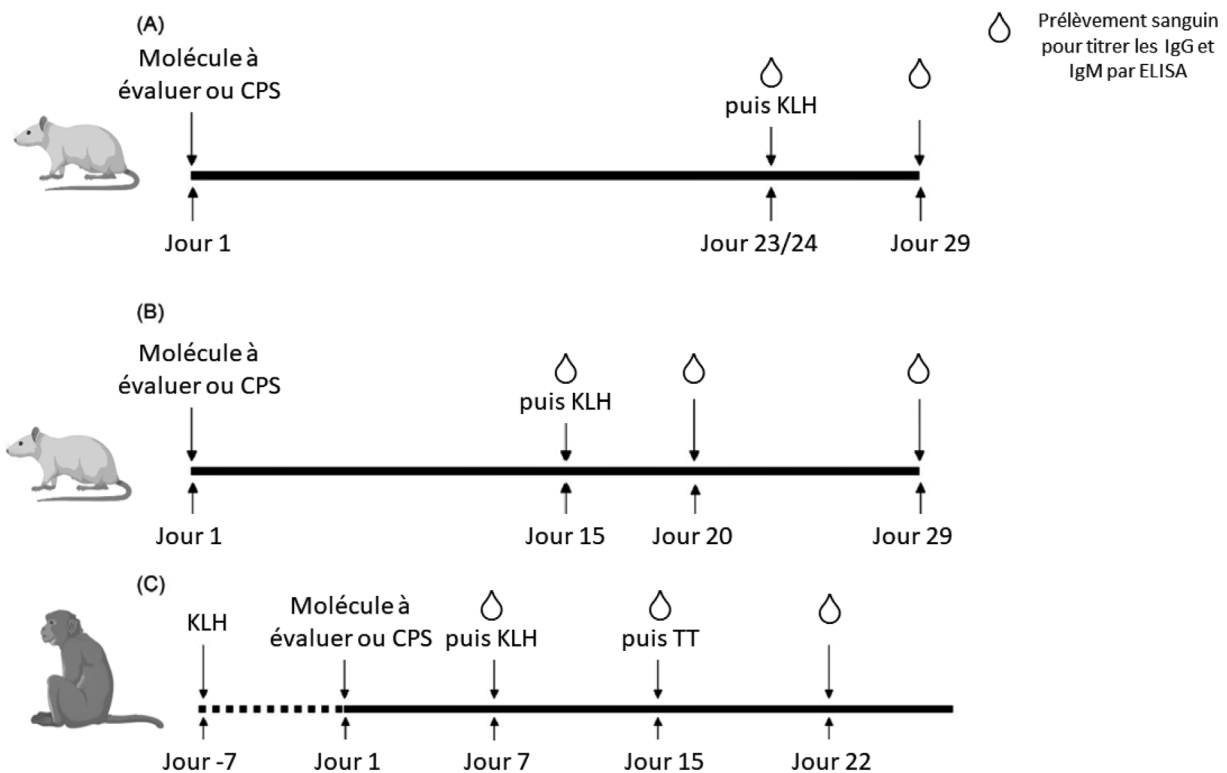 (A)
Prélèvement sanguin
pour titrer les IgG et
IgM par ELISA
Molécule à
évaluer ou CPS
puis KLH
Jour 1
Jour 23/24
Jour 29
(B)
Molécule à
évaluer ou CPS
puis KLH
Jour 1
Jour 15
Jour 20
Jour 29
(C)
KLH
Molécule à
évaluer ou CPS
puis KLH
puis TT
Jour -7
Jour 1
Jour 7
Jour 15
Jour 22